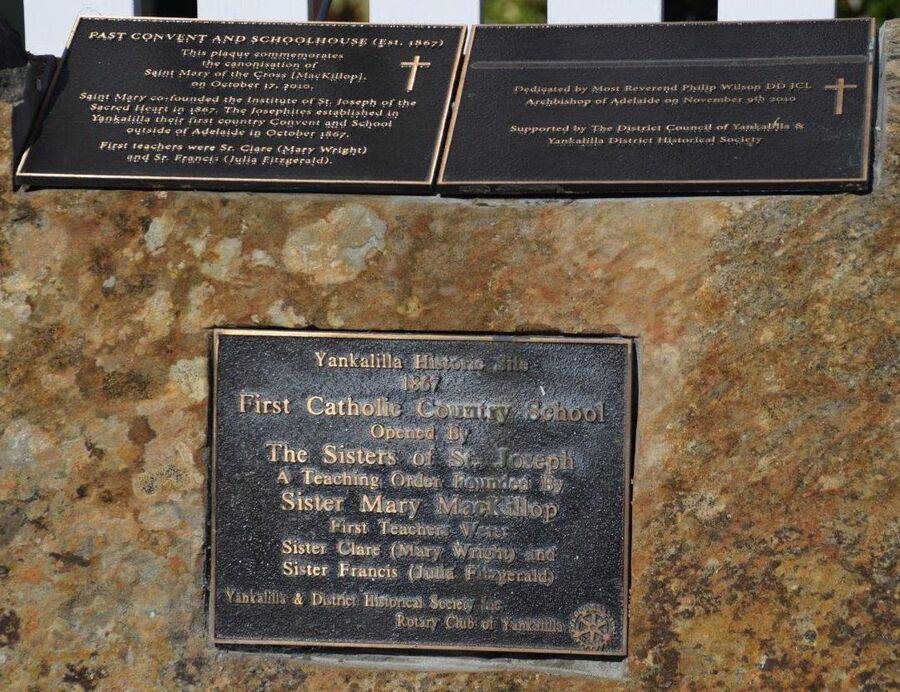 PAST CONVENT AND SCHOOLHOUSE (Est. 1867)
This plaque commemorates
the canonisation of
Saint Mary of the Cross [MacKillop],
on October 17, 2010.
Saint Mary co-founded the Institute of St. Joseph of the
Sacred Heart in 1867. The Josephites established in
Yankalilla their first country Convent and School
outside of Adelaide in October 1867.
First teachers were Sr. Clare (Mary Wright)
and Sr. Francis (Julia Fitzgerald).
Dedicated by Most Reverend Philip Wilson DD JCL
Archbishop of Adelaide on November 9th 2010
Supported by The District Council of Yankalilla &
Yankalilla District Historical Society
Yankalilla Historic Site
1867
First Catholic Country School
Opened By
The Sisters of St. Joseph
A Teaching Order Founded By
Sister Mary MacKillop
First Teachers Were:
Sister Clare (Mary Wright) and
Sister Francis (Julia Fitzgerald)
Yankalilla & District Historical Society Inc
Rotary Club of Yankalilla